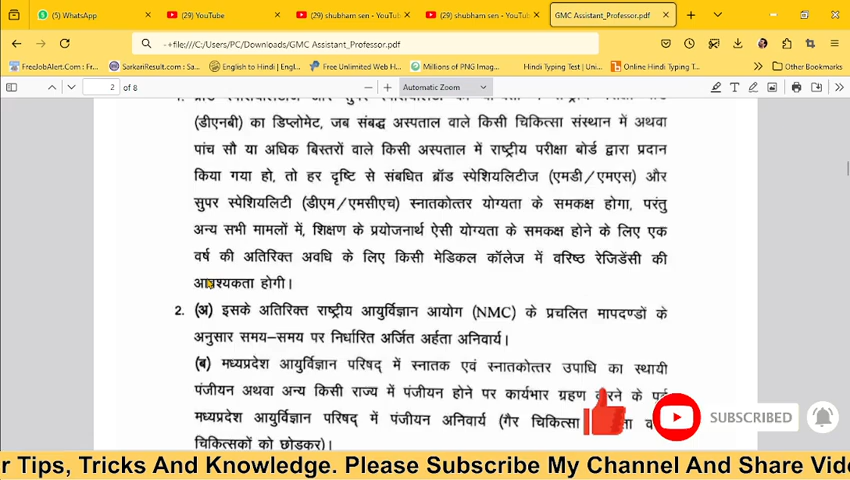 WhatsApp
(29) YouTube
(29) shubham sen - YouTube
(29) shubham sen - YouTube
GMC Assistant_Professor.pdf
file:///C:/Users/PC/Downloads/GMC Assistant_Professor.pdf
FreeJobAlert.Com
SarkariResult.com
English to Hindi | Engl...
Free Unlimited Web H...
Millions of PNG Imag...
Hindi Typing Test | Uni...
Online Hindi Typing T...
Other Bookmarks
2 of 8
Automatic Zoom
(डीएनबी) का डिप्लोमेट, जब संबद्ध अस्पताल वाले किसी चिकित्सा संस्थान में अथवा
पांच सौ या अधिक बिस्तरों वाले किसी अस्पताल में राष्ट्रीय परीक्षा बोर्ड द्वारा प्रदान
किया गया हो, तो हर दृष्टि से संबधित ब्रॉड स्पेशियलिटीज (एमडी/एमएस) और
सुपर स्पेशियलिटी (डीएम/एमसीएच) स्नातकोत्तर योग्यता के समकक्ष होगा, परंतु
अन्य सभी मामलों में, शिक्षण के प्रयोजनार्थ ऐसी योग्यता के समकक्ष होने के लिए एक
वर्ष की अतिरिक्त अवधि के लिए किसी मेडिकल कॉलेज में वरिष्ठ रेजिडेंसी की
आवश्यकता होगी।
2. (अ) इसके अतिरिक्त राष्ट्रीय आयुर्विज्ञान आयोग (NMC) के प्रचलित मापदण्डों के
अनुसार समय–समय पर निर्धारित अर्जित अर्हता अनिवार्य।
(ब) मध्यप्रदेश आयुर्विज्ञान परिषद् में स्नातक एवं स्नातकोत्तर उपाधि का स्थायी
पंजीयन अथवा अन्य किसी राज्य में पंजीयन होने पर कार्यभार ग्रहण करने के पूर्व
मध्यप्रदेश आयुर्विज्ञान परिषद् में पंजीयन अनिवार्य (गैर चिकित्सा
चिकित्सकों को छोड़कर)।
SUBSCRIBED
r Tips, Tricks And Knowledge. Please Subscribe My Channel And Share Vide